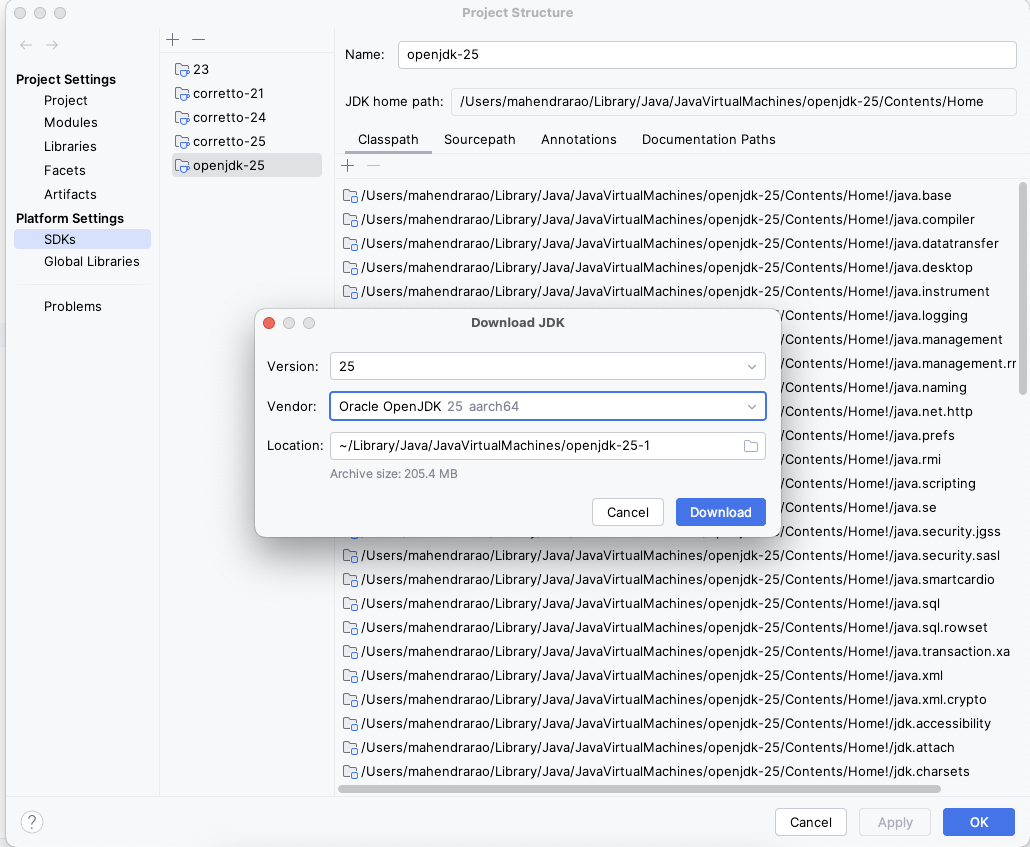 Project Structure
Project Settings
Project
Modules
Libraries
Facets
Artifacts
Platform Settings
SDKs
Global Libraries
Problems
23
corretto-21
corretto-24
corretto-25
openjdk-25
Name: openjdk-25
JDK home path: /Users/mahendrarao/Library/Java/JavaVirtualMachines/openjdk-25/Contents/Home
Classpath Sourcepath Annotations Documentation Paths
/Users/mahendrarao/Library/Java/JavaVirtualMachines/openjdk-25/Contents/Home!/java.base
/Users/mahendrarao/Library/Java/JavaVirtualMachines/openjdk-25/Contents/Home!/java.compiler
/Users/mahendrarao/Library/Java/JavaVirtualMachines/openjdk-25/Contents/Home!/java.datatransfer
/Users/mahendrarao/Library/Java/JavaVirtualMachines/openjdk-25/Contents/Home!/java.desktop
/Users/mahendrarao/Library/Java/JavaVirtualMachines/openjdk-25/Contents/Home!/java.instrument
/Contents/Home!/java.logging
/Contents/Home!/java.management
/Contents/Home!/java.management.rm
/Contents/Home!/java.naming
/Contents/Home!/java.net.http
/Contents/Home!/java.prefs
/Contents/Home!/java.rmi
/Contents/Home!/java.scripting
/Contents/Home!/java.se
/Contents/Home!/java.security.jgss
/Users/mahendrarao/Library/Java/JavaVirtualMachines/openjdk-25/Contents/Home!/java.security.sasl
/Users/mahendrarao/Library/Java/JavaVirtualMachines/openjdk-25/Contents/Home!/java.smartcardio
/Users/mahendrarao/Library/Java/JavaVirtualMachines/openjdk-25/Contents/Home!/java.sql
/Users/mahendrarao/Library/Java/JavaVirtualMachines/openjdk-25/Contents/Home!/java.sql.rowset
/Users/mahendrarao/Library/Java/JavaVirtualMachines/openjdk-25/Contents/Home!/java.transaction.xa
/Users/mahendrarao/Library/Java/JavaVirtualMachines/openjdk-25/Contents/Home!/java.xml
/Users/mahendrarao/Library/Java/JavaVirtualMachines/openjdk-25/Contents/Home!/java.xml.crypto
/Users/mahendrarao/Library/Java/JavaVirtualMachines/openjdk-25/Contents/Home!/jdk.accessibility
/Users/mahendrarao/Library/Java/JavaVirtualMachines/openjdk-25/Contents/Home!/jdk.attach
/Users/mahendrarao/Library/Java/JavaVirtualMachines/openjdk-25/Contents/Home!/jdk.charsets
Download JDK
Version: 25
Vendor: Oracle OpenJDK 25 aarch64
Location: ~/Library/Java/JavaVirtualMachines/openjdk-25-1
Archive size: 205.4 MB
Cancel Download
? Cancel Apply OK